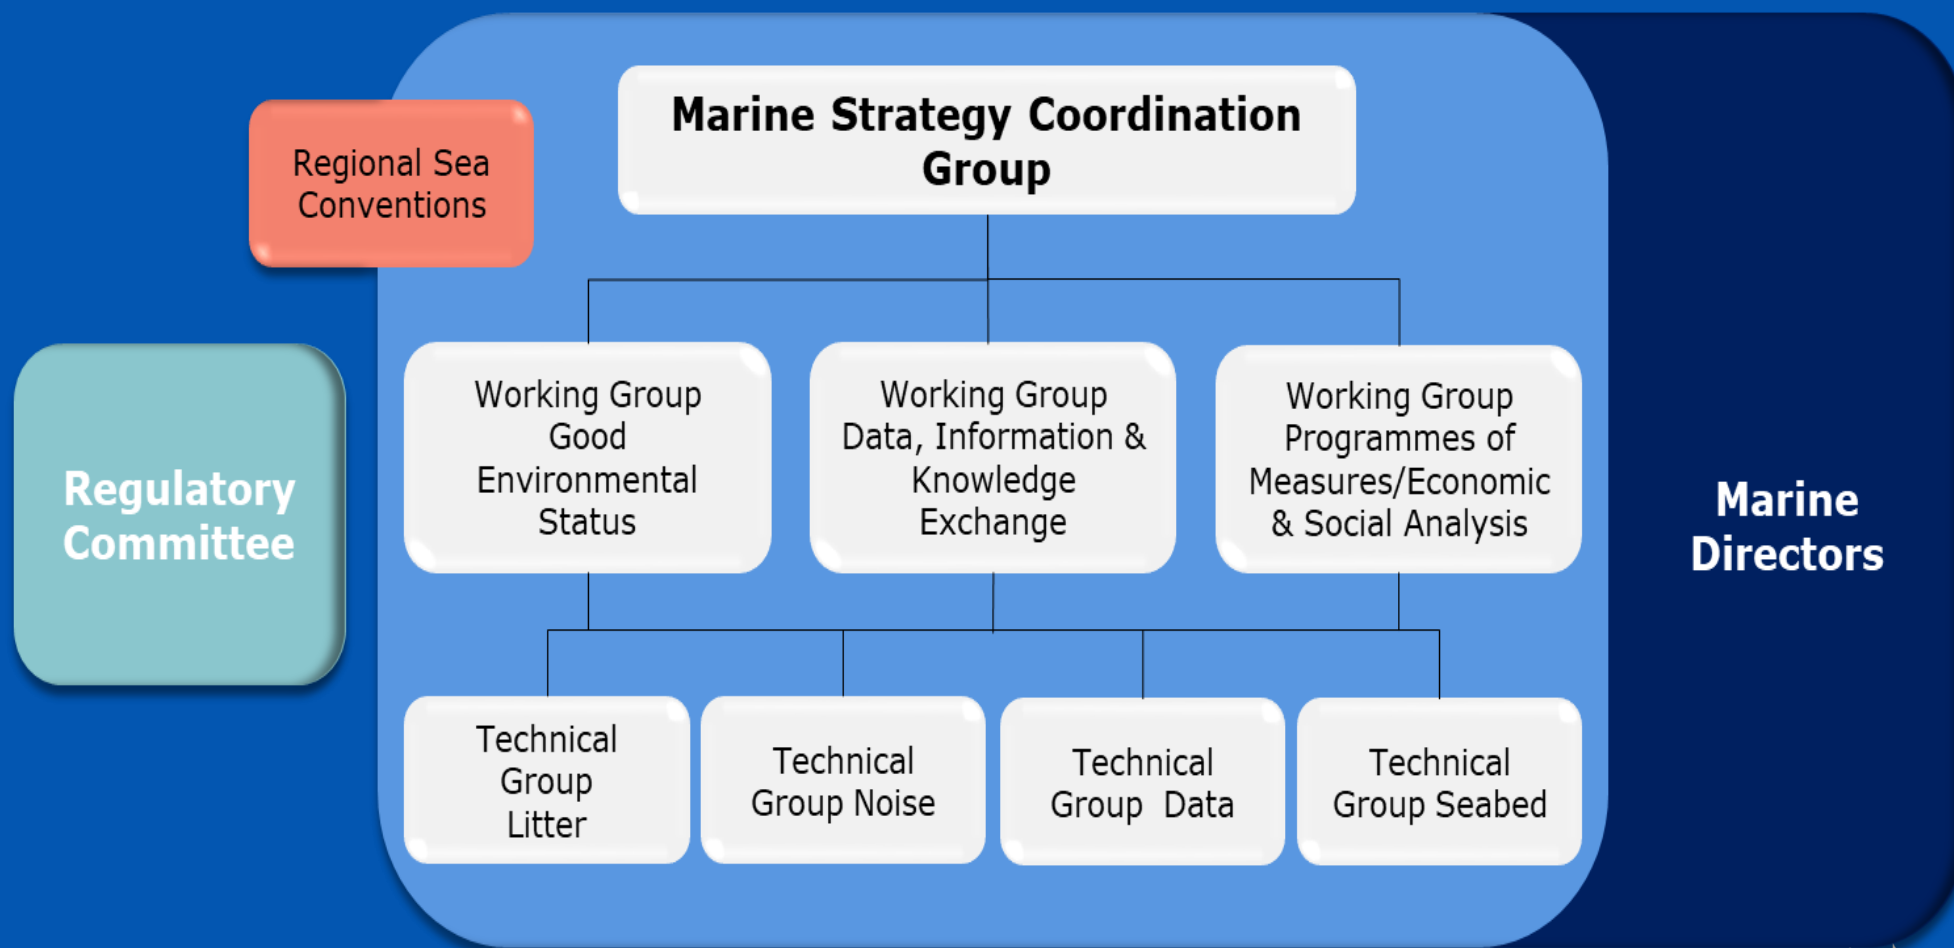 Marine Strategy Coordination
Group
Regional Sea
Conventions
Regulatory
Committee
Working Group
Good
Environmental
Status
Working Group
Data, Information &
Knowledge
Exchange
Working Group
Programmes of
Measures/Economic
& Social Analysis
Marine
Directors
Technical
Group
Litter
Technical
Group Noise
Technical
Group  Data
Technical
Group Seabed